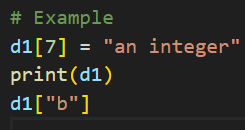 # Example
d1[7] = "an integer"
print(d1)
d1["b"]